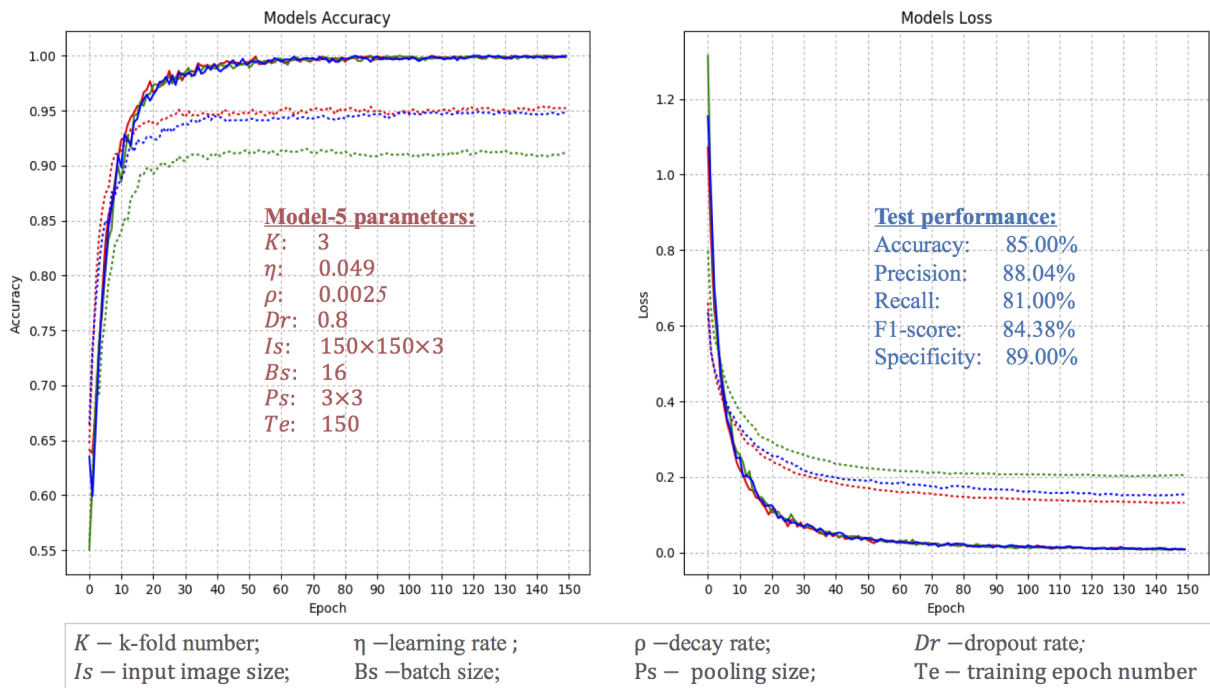 Models Accuracy
1.00
0.95
0.90
0.85
0.80
0.75
0.70
0.65
0.60
0.55
Accuracy
0 10 20 30 40 50 60 70 80 90 100 110 120 130 140 150
Epoch
Model-5 parameters:
K: 3
η: 0.049
ρ: 0.0025
Dr: 0.8
Is: 150×150×3
Bs: 16
Ps: 3×3
Te: 150
Models Loss
1.2
1.0
0.8
0.6
0.4
0.2
0.0
Loss
0 10 20 30 40 50 60 70 80 90 100 110 120 130 140 150
Epoch
Test performance:
Accuracy: 85.00%
Precision: 88.04%
Recall: 81.00%
F1-score: 84.38%
Specificity: 89.00%
K – k-fold number; η –learning rate ; ρ –decay rate; Dr –dropout rate;
Is – input image size; Bs –batch size; Ps – pooling size; Te – training epoch number